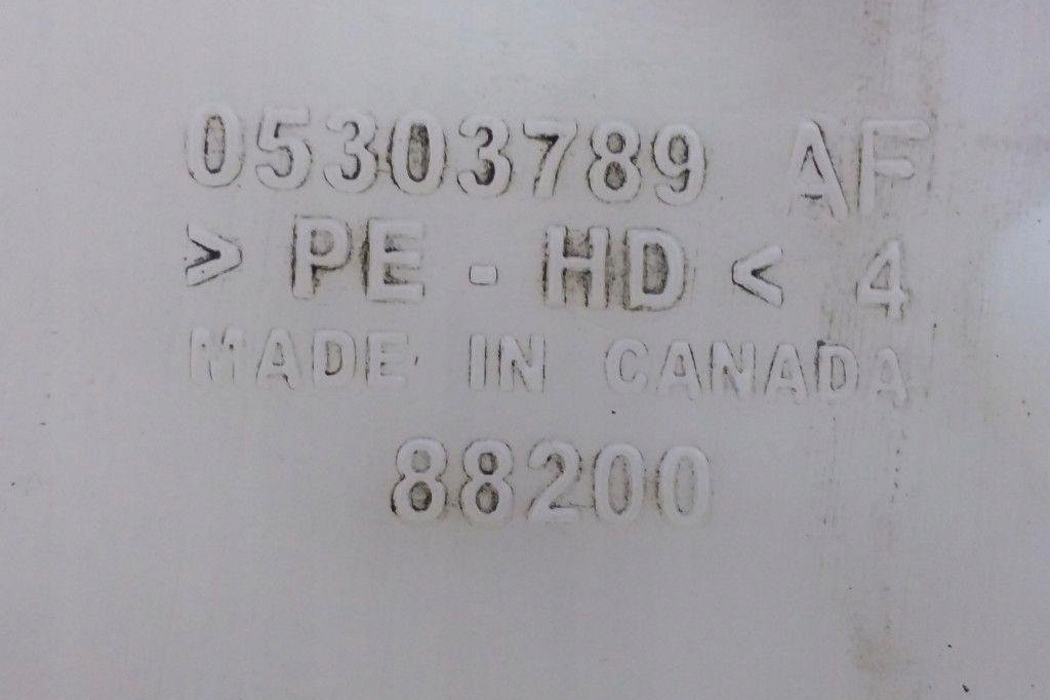 05303789 AF
> PE - HD < 4
MADE IN CANADA
88200